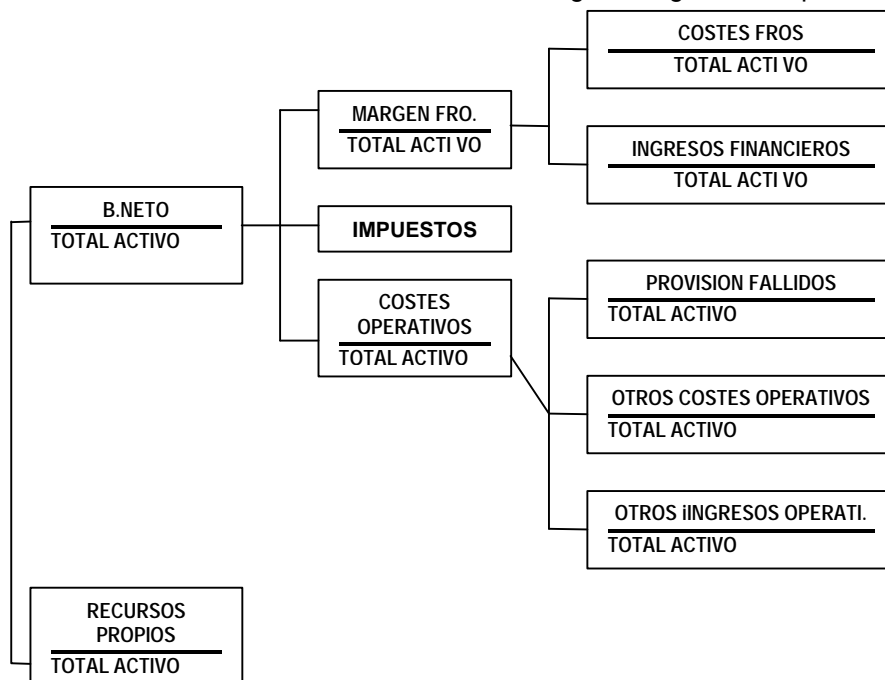 COSTES FROS
TOTAL ACTI VO
MARGEN FRO.
TOTAL ACTI VO
INGRESOS FINANCIEROS
TOTAL ACTI VO
B.NETO
TOTAL ACTIVO
IMPUESTOS
COSTES
OPERATIVOS
TOTAL ACTIVO
PROVISION FALLIDOS
TOTAL ACTIVO
OTROS COSTES OPERATIVOS
TOTAL ACTIVO
OTROS iINGRESOS OPERATI.
TOTAL ACTIVO
RECURSOS
PROPIOS
TOTAL ACTIVO